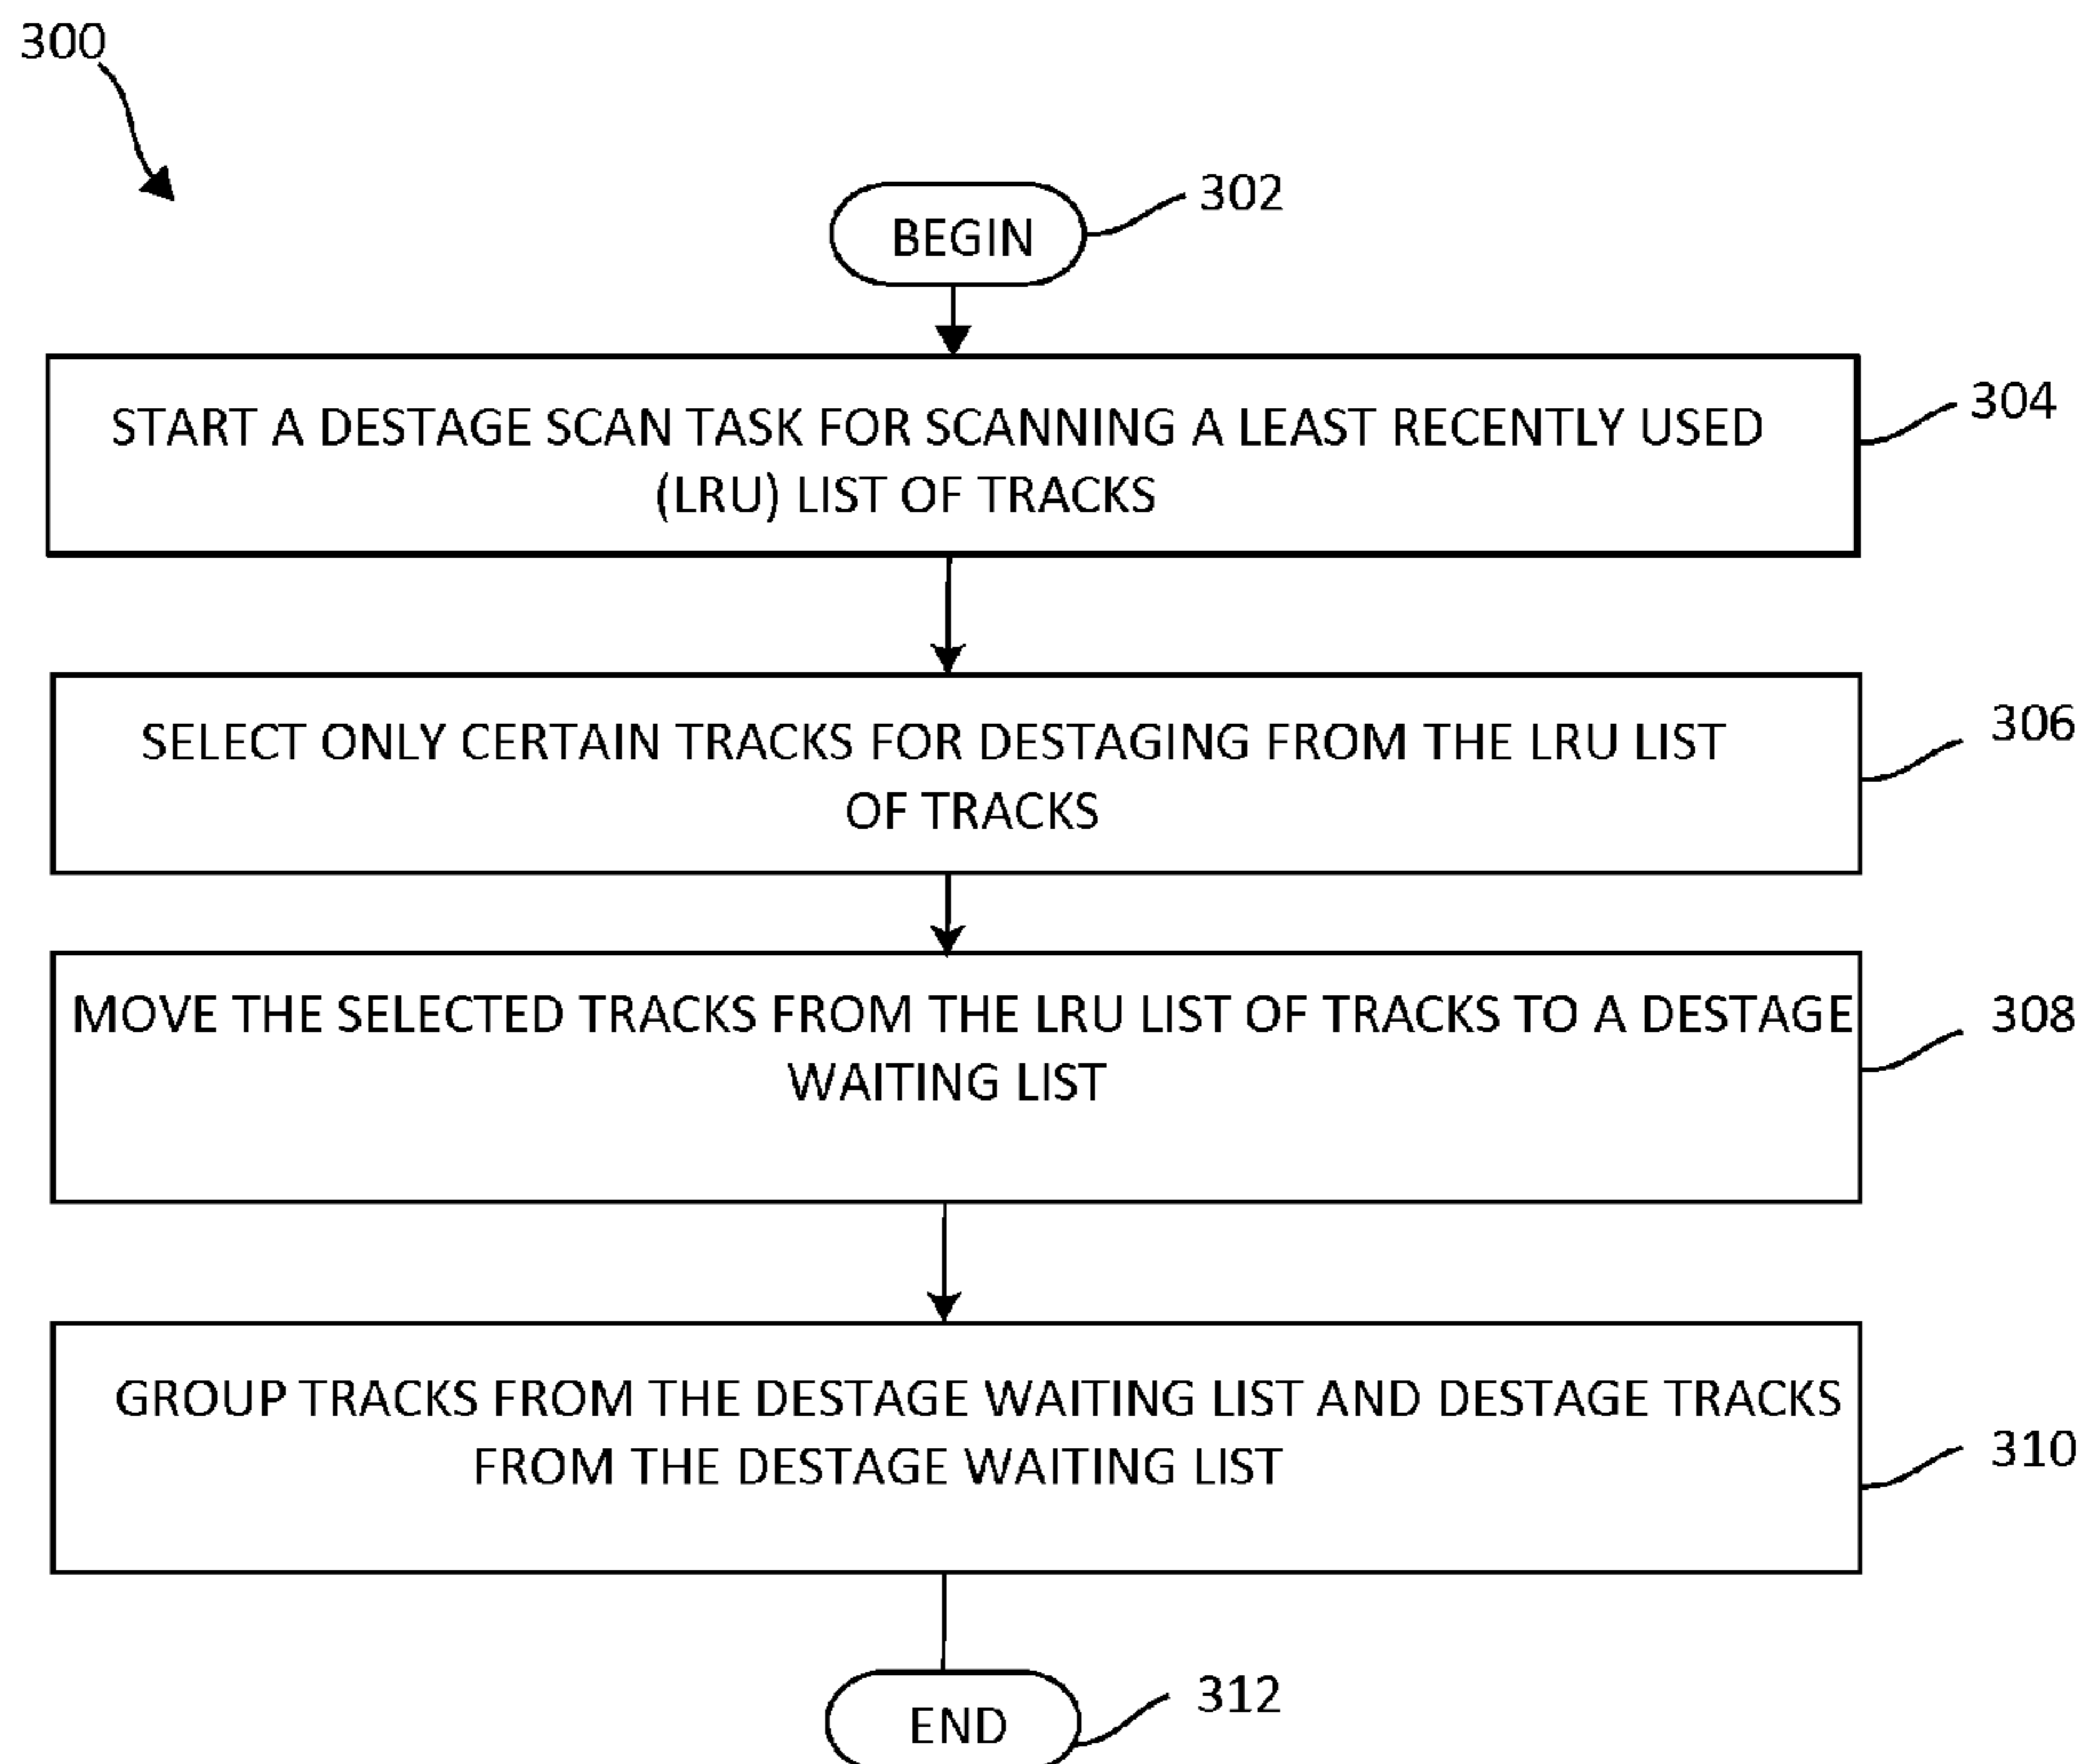 300
BEGIN
302
START A DESTAGE SCAN TASK FOR SCANNING A LEAST RECENTLY USED
(LRU) LIST OF TRACKS
304
SELECT ONLY CERTAIN TRACKS FOR DESTAGING FROM THE LRU LIST
OF TRACKS
306
MOVE THE SELECTED TRACKS FROM THE LRU LIST OF TRACKS TO A DESTAGE
WAITING LIST
308
GROUP TRACKS FROM THE DESTAGE WAITING LIST AND DESTAGE TRACKS
FROM THE DESTAGE WAITING LIST
310
END
312